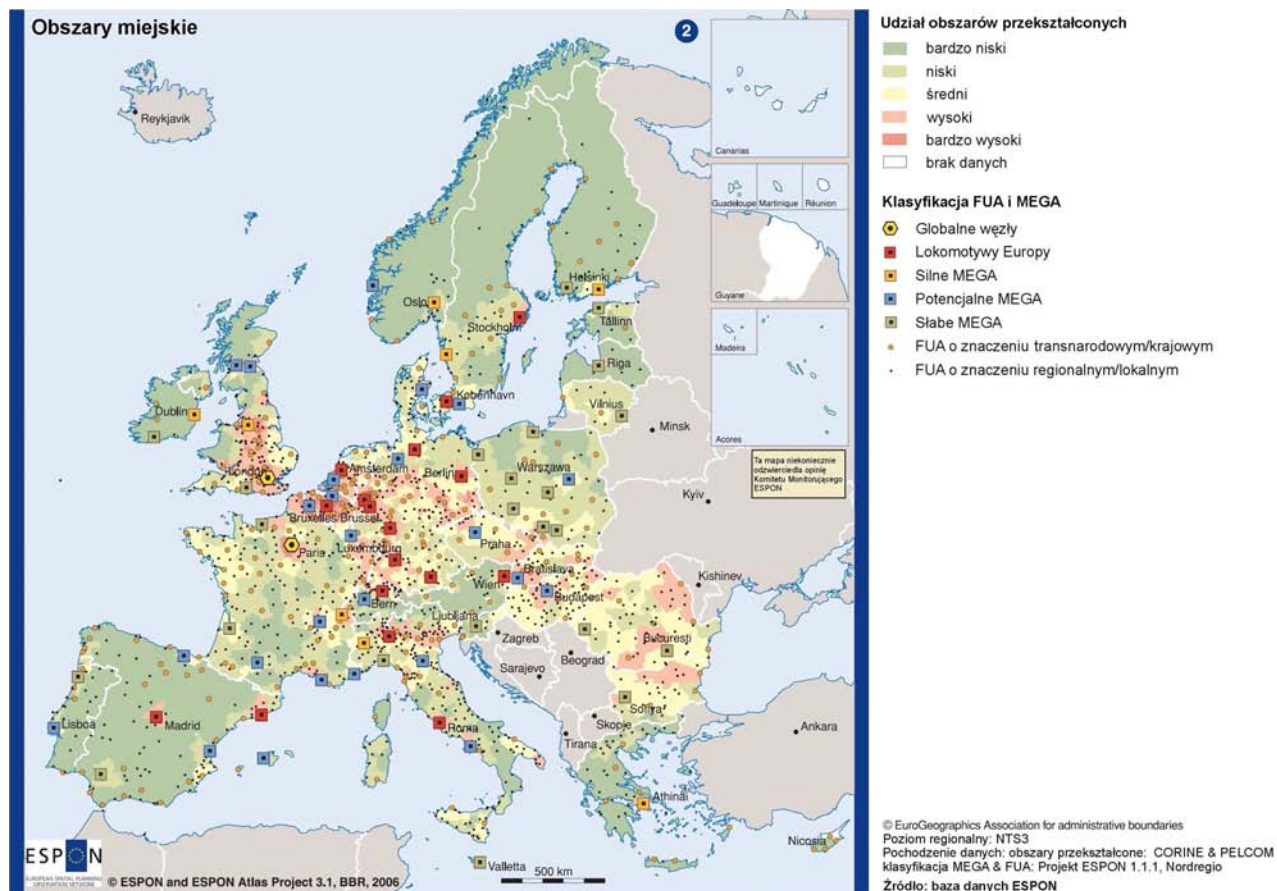 Obszary miejskie
2
Reykjavik
Canarias
Guadeloupe
Martinique
Réunion
Guyane
Madeira
Acores
Ta mapa niekoniecznie
odzwierciedla opinię
Komitetu Monitorującego
ESPON
Helsinki
Oslo
Stockholm
Tallinn
Riga
København
Dublin
Vilnius
Minsk
London
Amsterdam
Berlin
Warszawa
Kyiv
Bruxelles/Brussel
Paris
Luxembourg
Praha
Wien
Bratislava
Budapest
Kishinev
Bern
Ljubljana
Zagreb
Bucuresti
Beograd
Sarajevo
Sofiya
Skopje
Tirana
Ankara
Lisboa
Madrid
Roma
Athinai
Nicosia
Valletta
500 km
ESPON
EUROPEAN SPATIAL PLANNING
OBSERVATION NETWORK
© ESPON and ESPON Atlas Project 3.1, BBR, 2006
Udział obszarów przekształconych
bardzo niski
niski
średni
wysoki
bardzo wysoki
brak danych
Klasyfikacja FUA i MEGA
Globalne węzły
Lokomotywy Europy
Silne MEGA
Potencjalne MEGA
Słabe MEGA
FUA o znaczeniu transnarodowym/krajowym
FUA o znaczeniu regionalnym/lokalnym
© EuroGeographics Association for administrative boundaries
Poziom regionalny: NTS3
Pochodzenie danych: obszary przekształcone: CORINE & PELCOM
klasyfikacja MEGA & FUA: Projekt ESPON 1.1.1, Nordregio
Źródło: baza danych ESPON